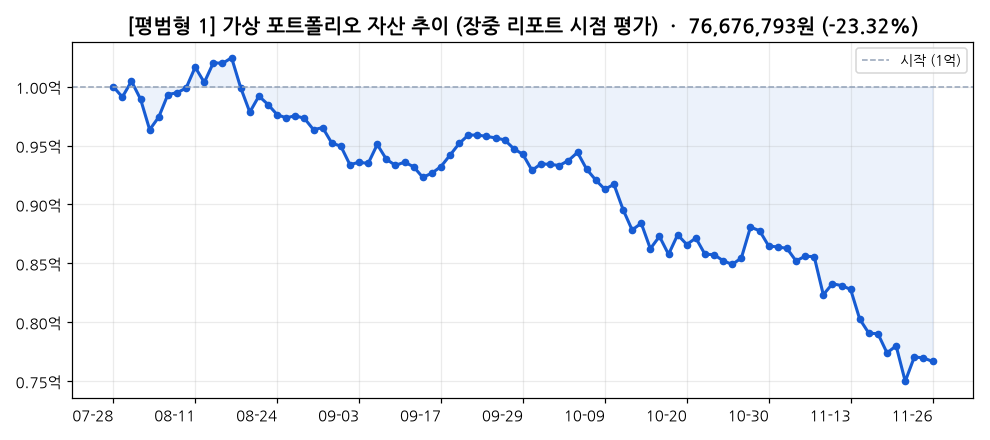 [평범형 1] 가상 포트폴리오 자산 추이 (장중 리포트 시점 평가) · 76,676,793원 (-23.32%)
시작 (1억)
1.00억
0.95억
0.90억
0.85억
0.80억
0.75억
07-28 08-11 08-24 09-03 09-17 09-29 10-09 10-20 10-30 11-13 11-26